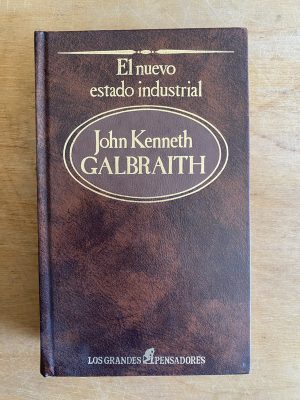 El nuevo
estado industrial
John Kenneth
GALBRAITH
LOS GRANDES PENSADORES